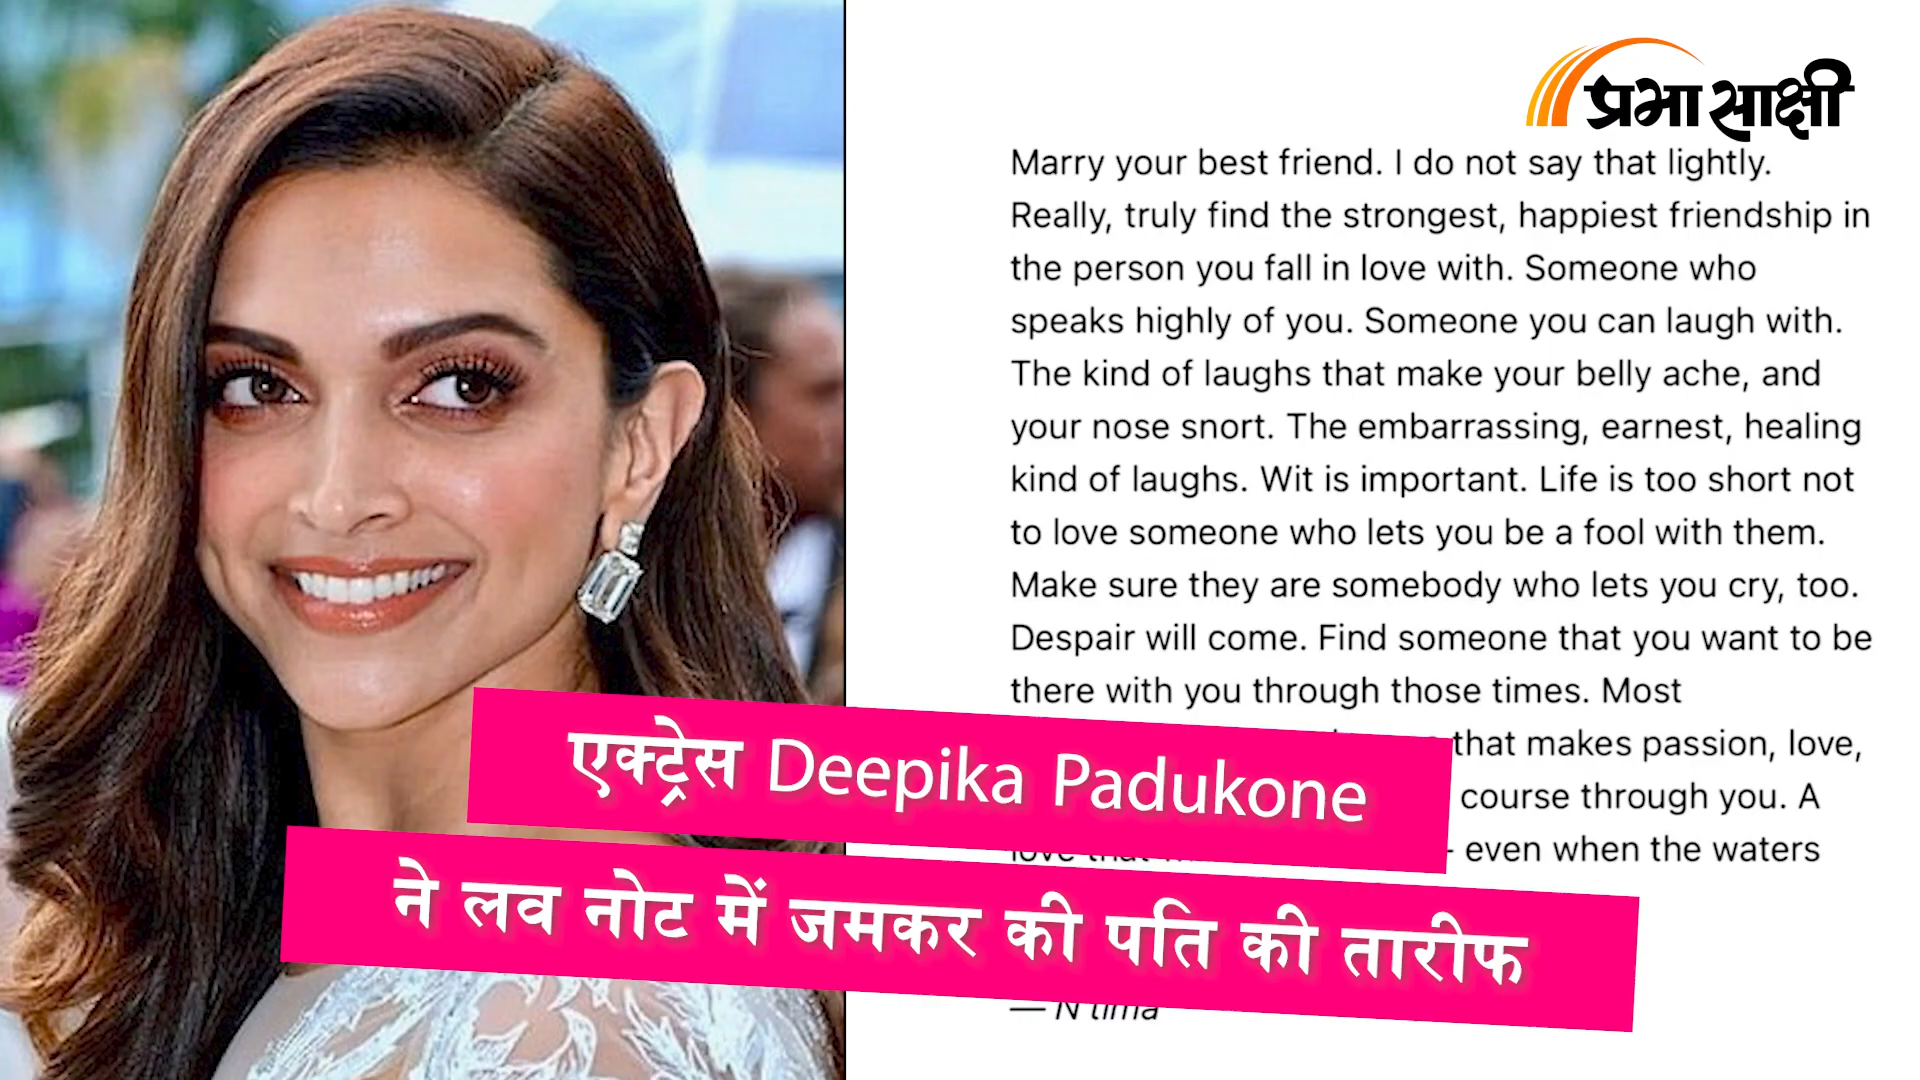 प्रभासाक्षी
Marry your best friend. I do not say that lightly.
Really, truly find the strongest, happiest friendship in
the person you fall in love with. Someone who
speaks highly of you. Someone you can laugh with.
The kind of laughs that make your belly ache, and
your nose snort. The embarrassing, earnest, healing
kind of laughs. Wit is important. Life is too short not
to love someone who lets you be a fool with them.
Make sure they are somebody who lets you cry, too.
Despair will come. Find someone that you want to be
there with you through those times. Most
that makes passion, love,
course through you. A
love that - even when the waters
एक्ट्रेस Deepika Padukone
ने लव नोट में जमकर की पति की तारीफ